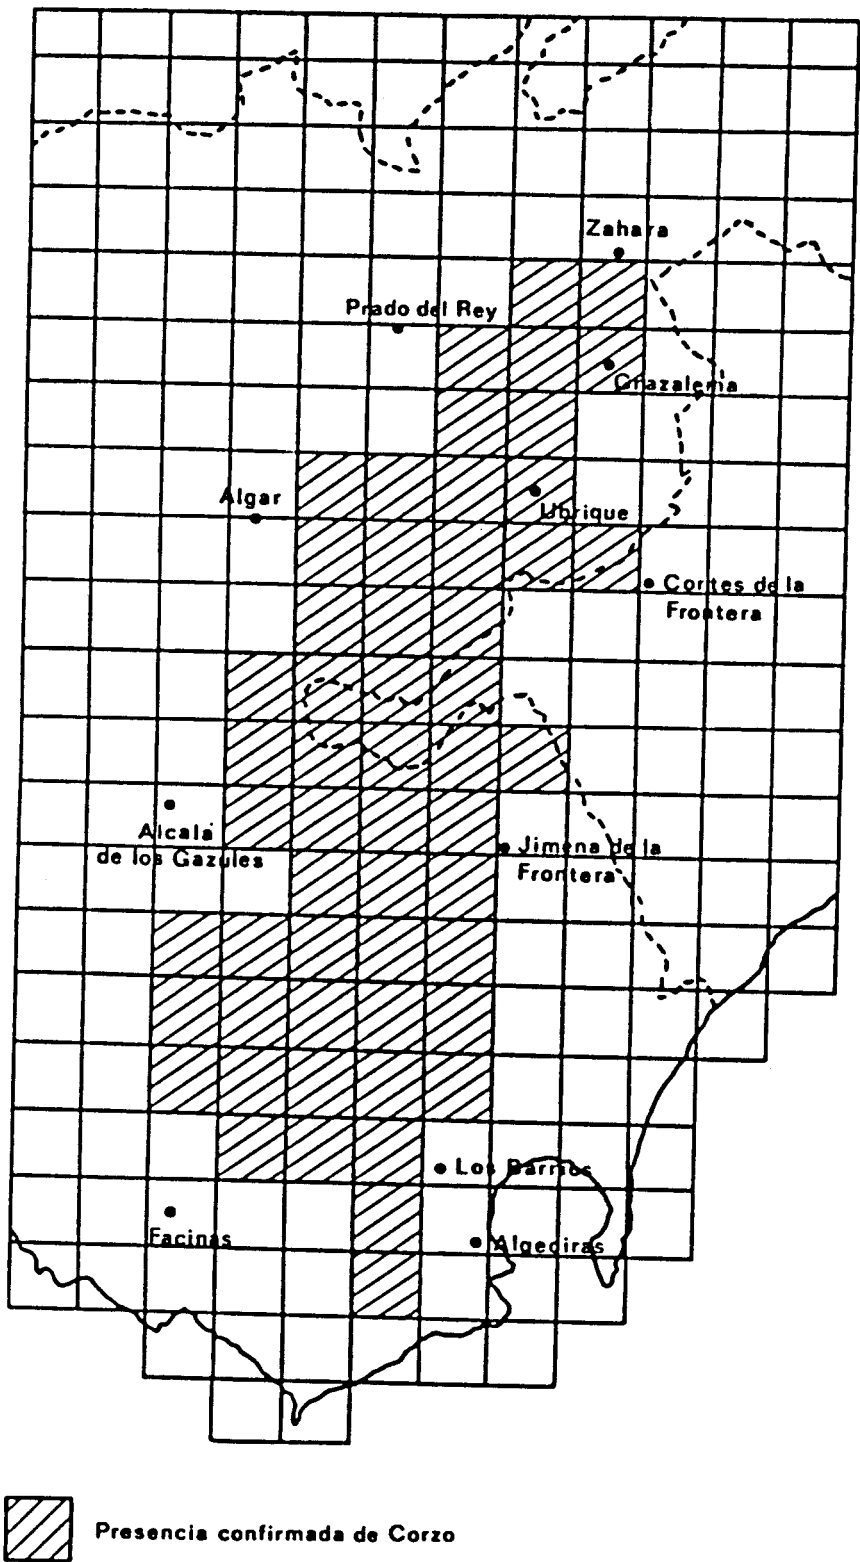 Zahara
Prado del Rey
Grazalema
Algar
Ubrique
Cortes de la
Frontera
Alcala
de los Gazules
Jimena de la
Frontera
Los Barrios
Facinas
Algeciras
Presencia confirmada de Corzo